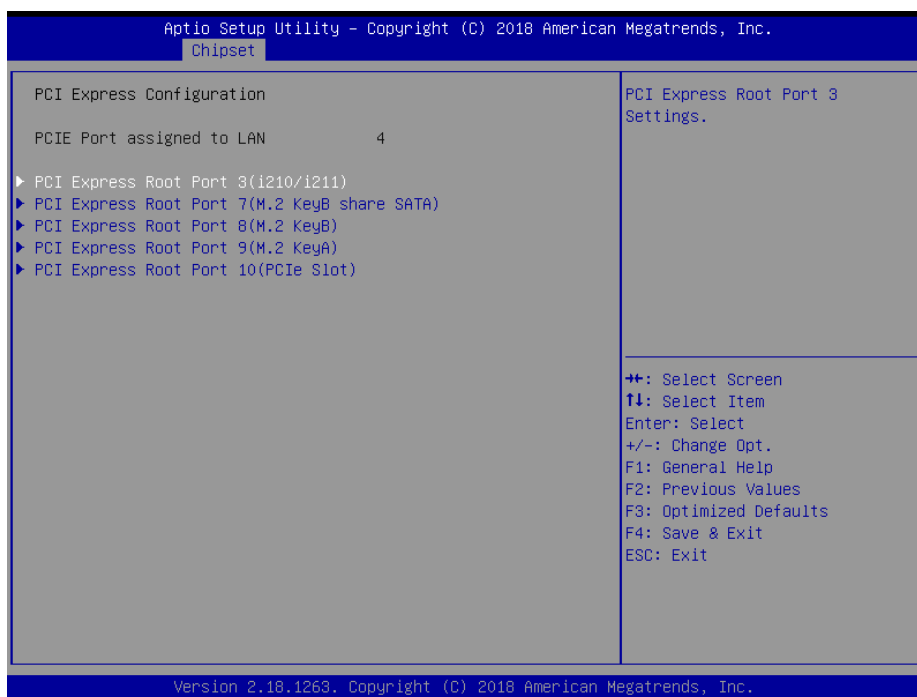 Aptio Setup Utility – Copyright (C) 2018 American Megatrends, Inc.
Chipset
PCI Express Configuration
PCIE Port assigned to LAN 4
▶ PCI Express Root Port 3(i210/i211)
▶ PCI Express Root Port 7(M.2 KeyB share SATA)
▶ PCI Express Root Port 8(M.2 KeyB)
▶ PCI Express Root Port 9(M.2 KeyA)
▶ PCI Express Root Port 10(PCIe Slot)
PCI Express Root Port 3
Settings.
→←: Select Screen
↑↓: Select Item
Enter: Select
+/-: Change Opt.
F1: General Help
F2: Previous Values
F3: Optimized Defaults
F4: Save & Exit
ESC: Exit
Version 2.18.1263. Copyright (C) 2018 American Megatrends, Inc.